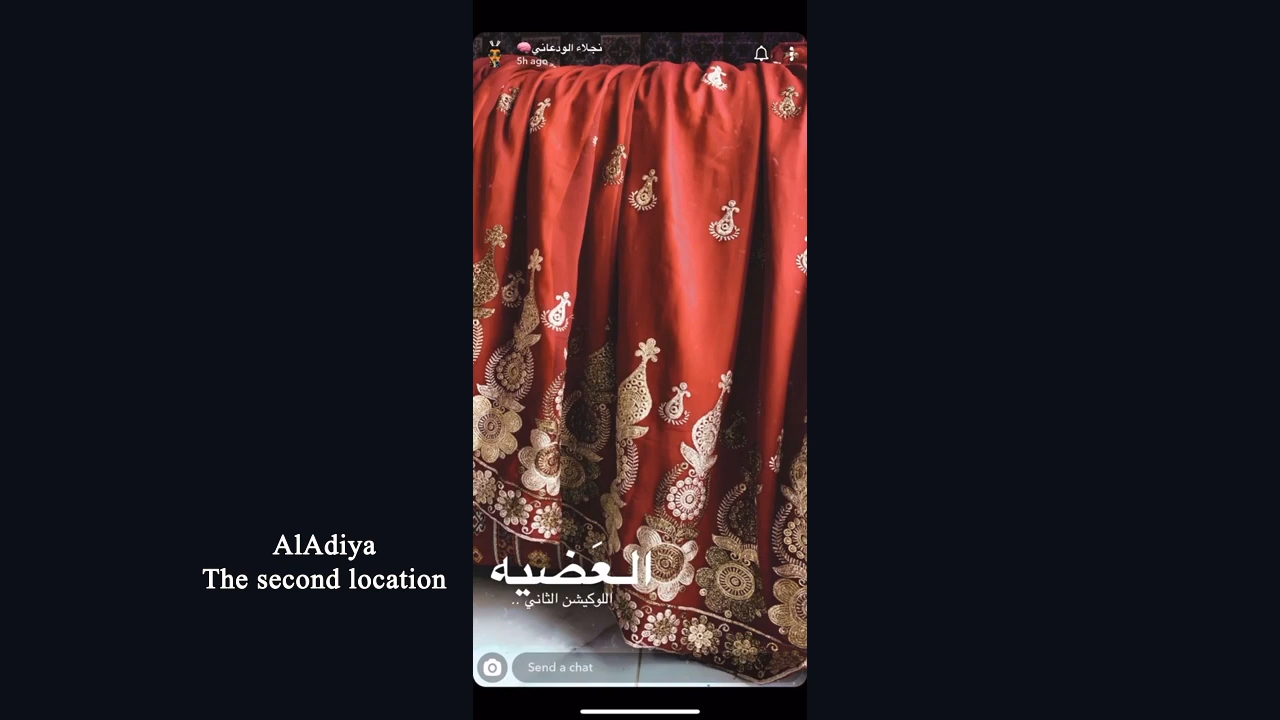 نجلاء الودعاني🧠
5h ago
AlAdiya
The second location
العَضيه
اللوكيشن الثاني ..
Send a chat